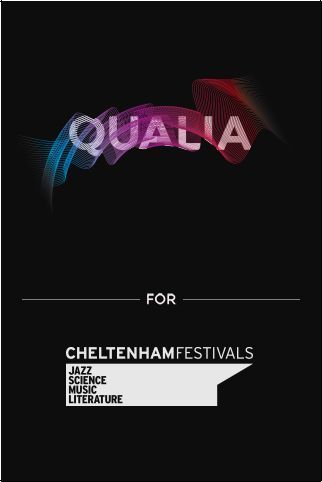 QUALIA
FOR
CHELTENHAMFESTIVALS
JAZZ
SCIENCE
MUSIC
LITERATURE